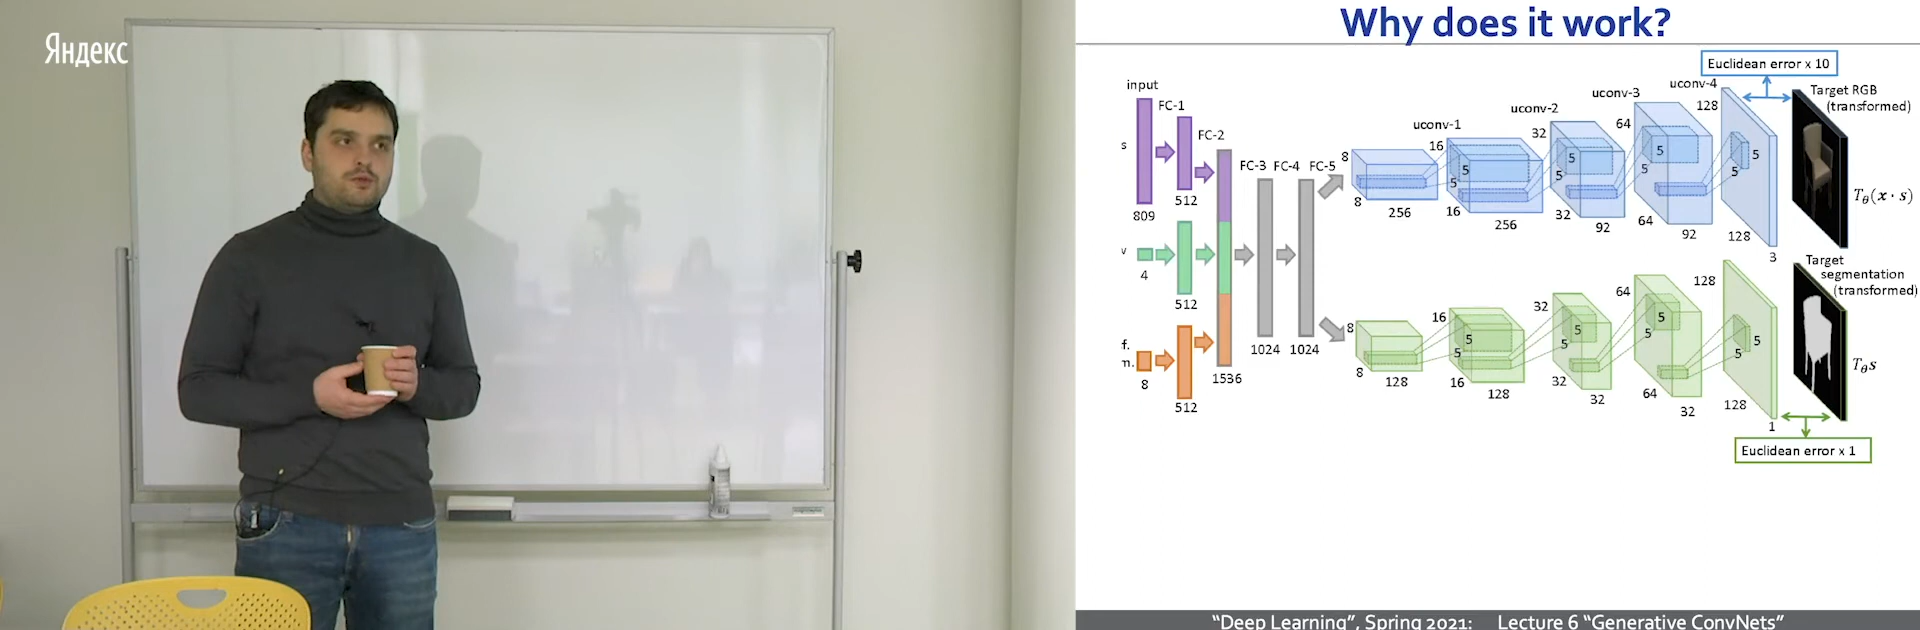 Яндекс
Why does it work?
Euclidean error x 10
input
FC-1
FC-2
FC-3
FC-4
FC-5
uconv-1
uconv-2
uconv-3
uconv-4
Target RGB
(transformed)
s
809
512
v
4
512
f.
m.
8
512
1536
1024
1024
8
8
256
16
5
5
16
256
32
5
5
32
92
64
5
5
64
92
128
5
5
128
3
T_θ(x · s)
8
8
128
16
5
5
16
128
32
5
5
32
32
64
5
5
64
32
128
5
5
128
1
Target
segmentation
(transformed)
T_θs
Euclidean error x 1
"Deep Learning", Spring 2021: Lecture 6 "Generative ConvNets"